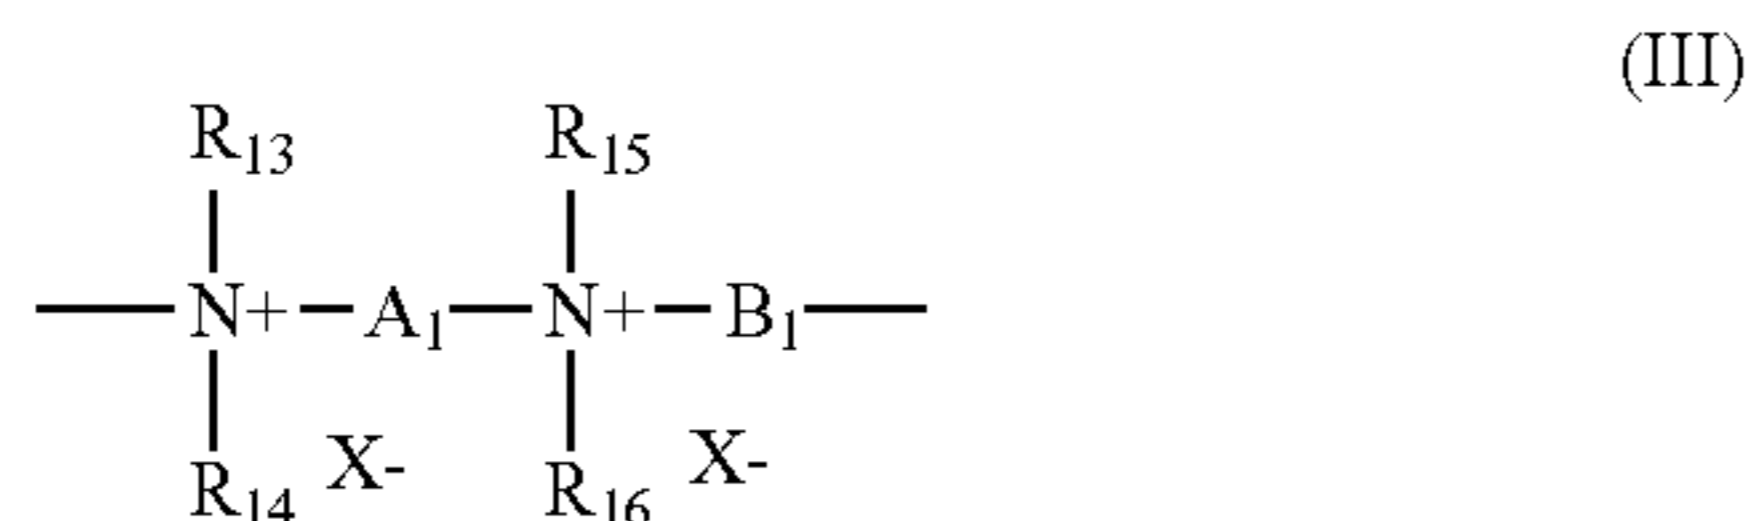 (III)
R13 R15
N+ A1 N+ B1
R14 X- R16 X-